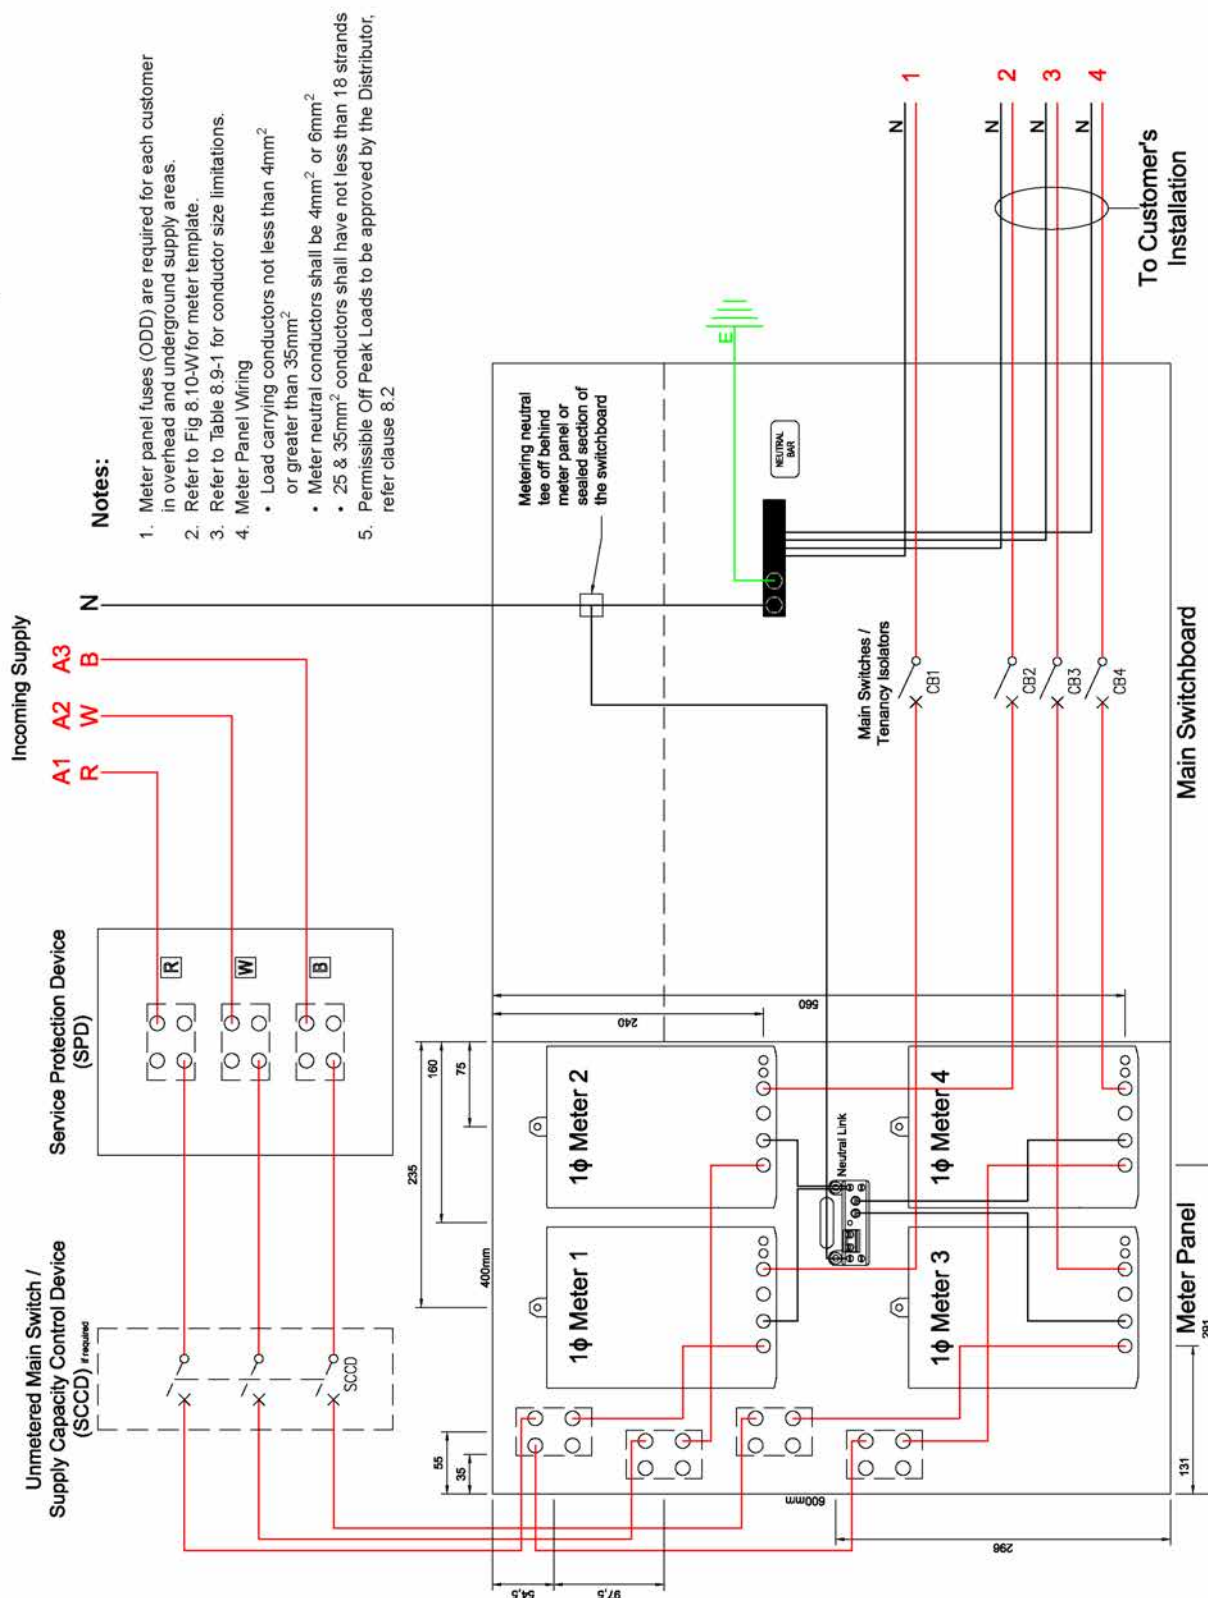 Incoming Supply
A1 A2 A3
R W B N
Notes:
1. Meter panel fuses (ODD) are required for each customer
in overhead and underground supply areas.
2. Refer to Fig 8.10-W for meter template.
3. Refer to Table 8.9-1 for conductor size limitations.
4. Meter Panel Wiring
• Load carrying conductors not less than 4mm²
or greater than 35mm²
• Meter neutral conductors shall be 4mm² or 6mm²
• 25 & 35mm² conductors shall have not less than 18 strands
5. Permissible Off Peak Loads to be approved by the Distributor,
refer clause 8.2
Service Protection Device
(SPD)
R
W
B
Unmetered Main Switch /
Supply Capacity Control Device
(SCCD) if required
SCCD
400mm
235
160
75
55
35
54,5
97,5
600mm
296
240
560
131
291
1ϕ Meter 1
1ϕ Meter 2
Neutral Link
1ϕ Meter 3
1ϕ Meter 4
Meter Panel
Metering neutral
tee off behind
meter panel or
sealed section of
the switchboard
E
NEUTRAL
BAR
Main Switches /
Tenancy Isolators
CB1
CB2
CB3
CB4
Main Switchboard
N
1
N
2
N
3
N
4
To Customer's
Installation